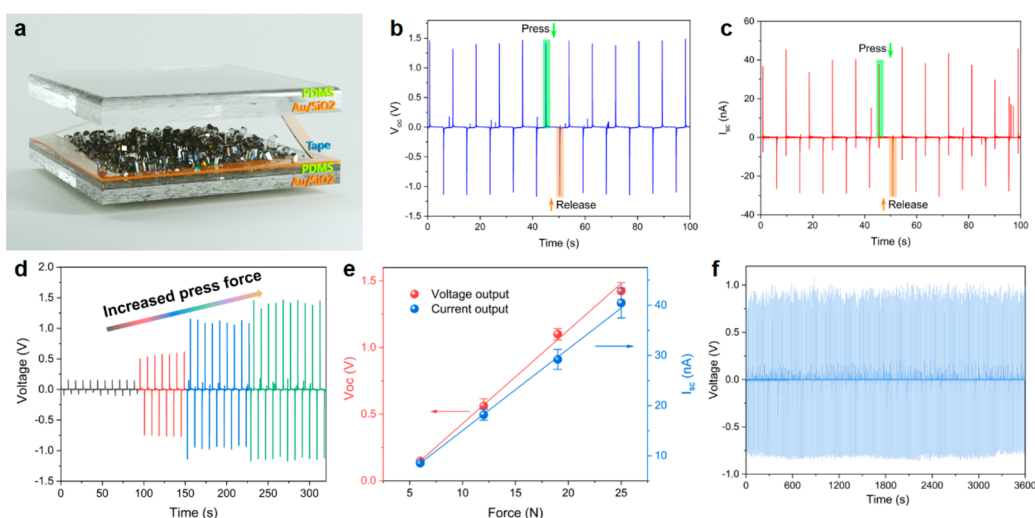 a
PDMS
Au/SiO2
Tape
PDMS
Au/SiO2
b
Press
Release
Voc (V)
1.5
1.0
0.5
0.0
-0.5
-1.0
-1.5
0 20 40 60 80 100
Time (s)
c
Press
Release
Isc (nA)
60
40
20
0
-20
-40
0 20 40 60 80 100
Time (s)
d
Increased press force
Voltage (V)
2.0
1.5
1.0
0.5
0.0
-0.5
-1.0
-1.5
0 50 100 150 200 250 300
Time (s)
e
Voltage output
Current output
Voc (V)
1.5
1.0
0.5
0.0
Isc (nA)
40
30
20
10
5 10 15 20 25
Force (N)
f
Voltage (V)
1.0
0.5
0.0
-0.5
-1.0
0 600 1200 1800 2400 3000 3600
Time (s)